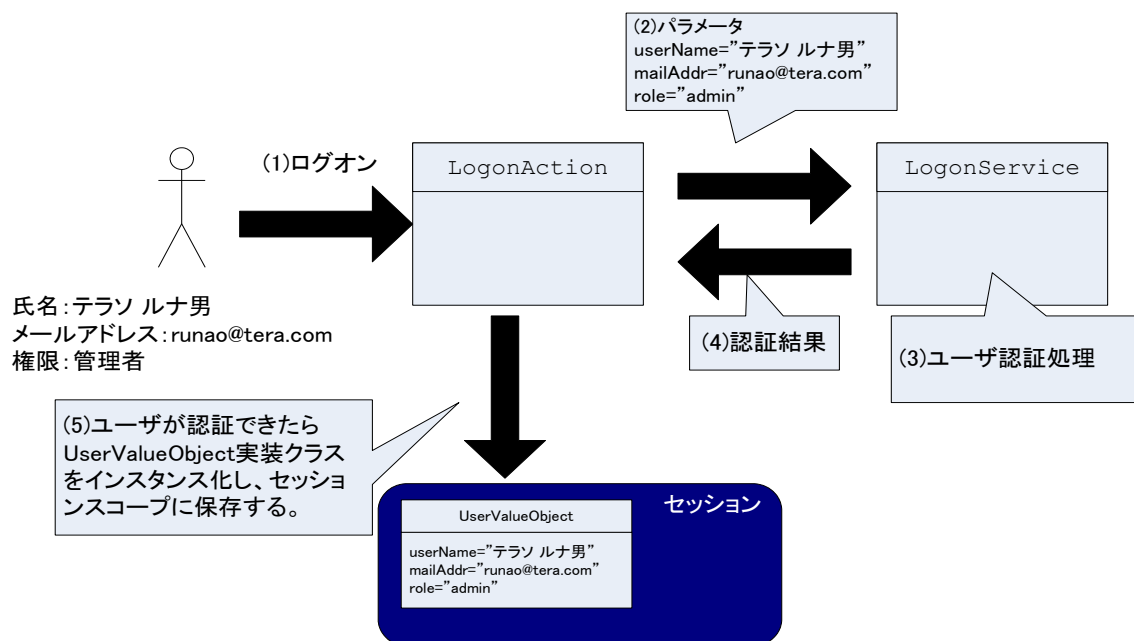 (2)パラメータ
userName=”テラソ ルナ男”
mailAddr=”runao@tera.com”
role=”admin”
(1)ログオン
LogonAction
LogonService
氏名:テラソ ルナ男
メールアドレス:runao@tera.com
権限:管理者
(4)認証結果
(3)ユーザ認証処理
(5)ユーザが認証できたら
UserValueObject実装クラス
をインスタンス化し、セッショ
ンスコープに保存する。
セッション
UserValueObject
userName=”テラソ ルナ男”
mailAddr=”runao@tera.com”
role=”admin”